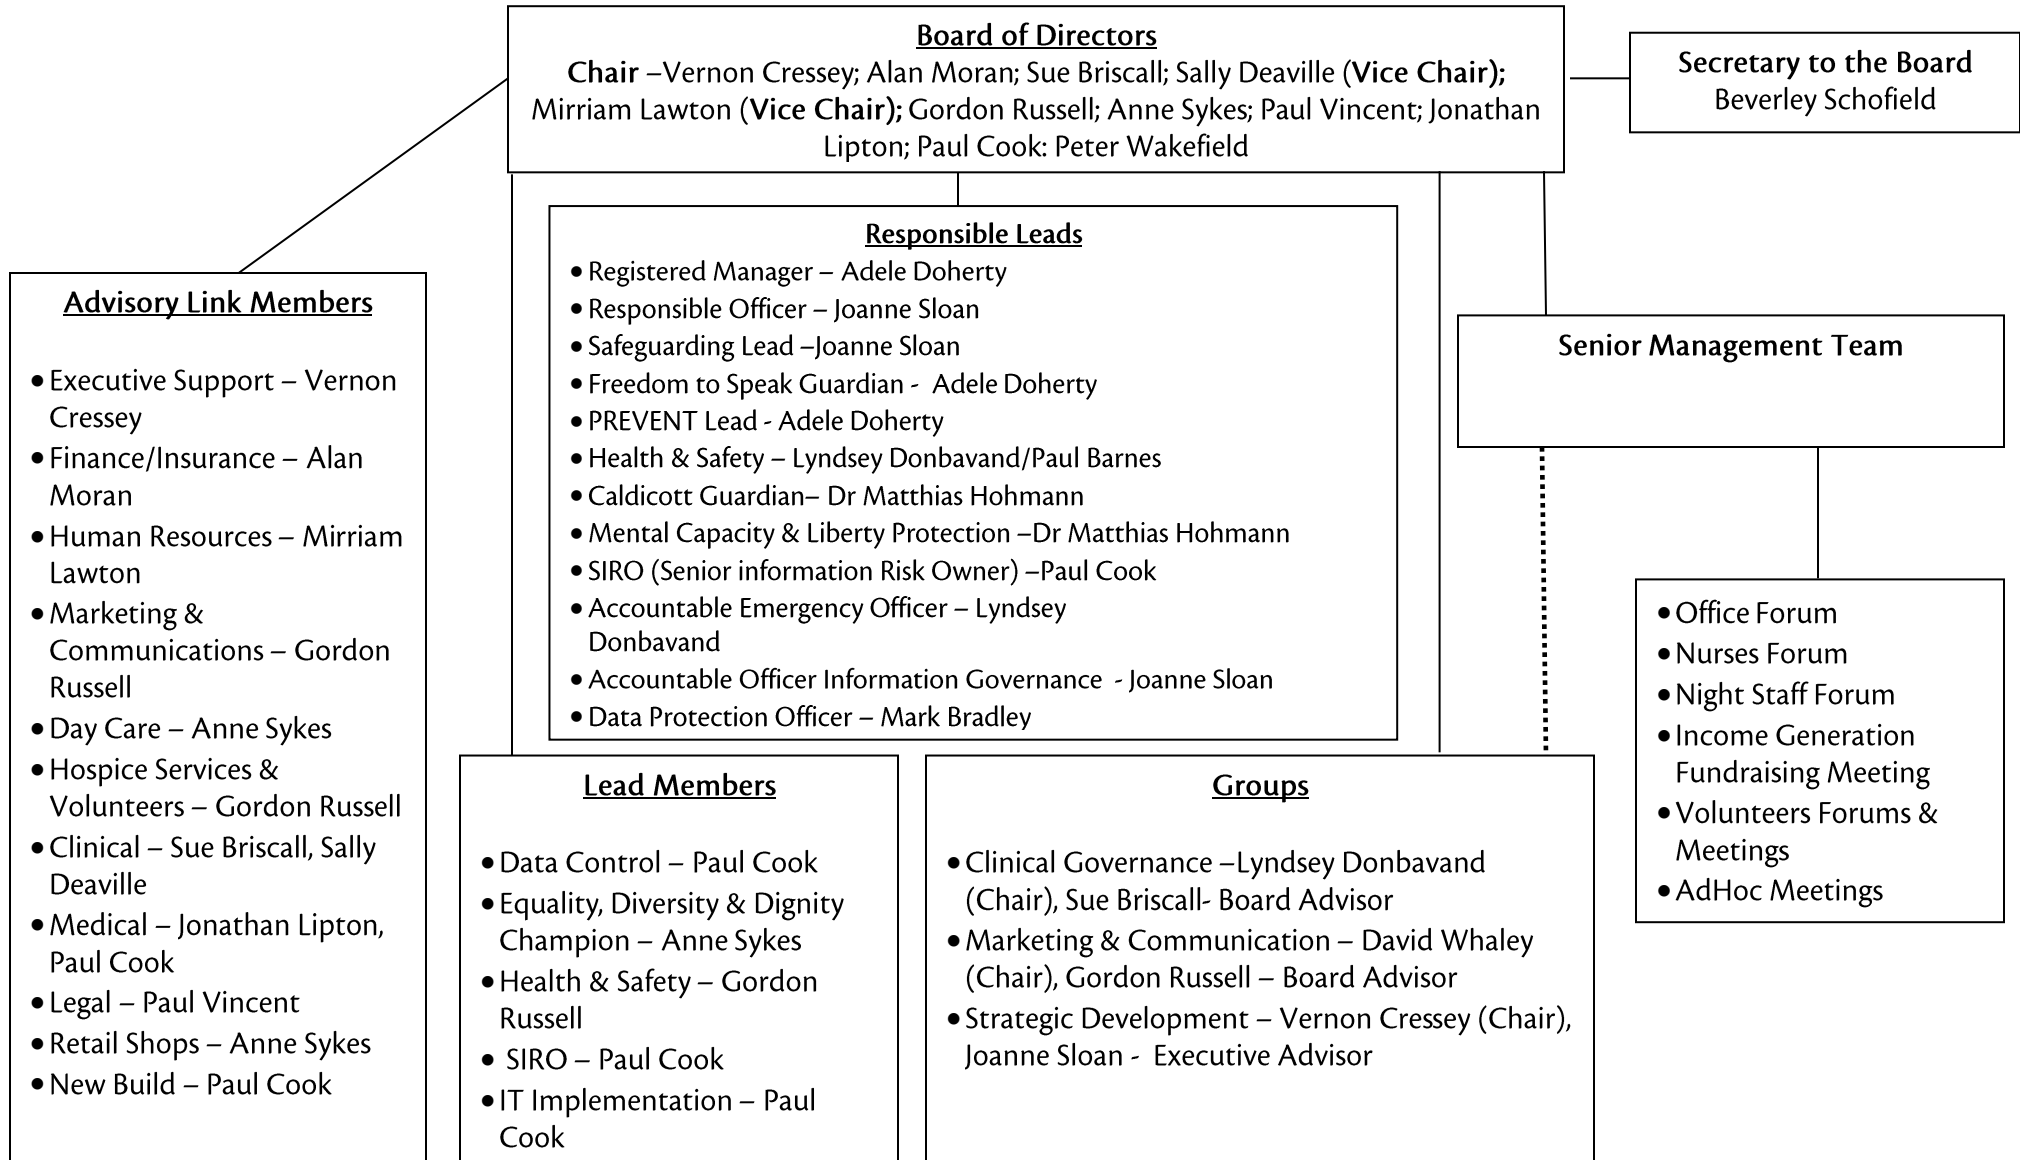 Board of Directors
Chair –Vernon Cressey; Alan Moran; Sue Briscall; Sally Deaville (Vice Chair);
Mirriam Lawton (Vice Chair); Gordon Russell; Anne Sykes; Paul Vincent; Jonathan
Lipton; Paul Cook: Peter Wakefield
Secretary to the Board
Beverley Schofield
Responsible Leads
• Registered Manager – Adele Doherty
• Responsible Officer – Joanne Sloan
• Safeguarding Lead –Joanne Sloan
• Freedom to Speak Guardian - Adele Doherty
• PREVENT Lead - Adele Doherty
• Health & Safety – Lyndsey Donbavand/Paul Barnes
• Caldicott Guardian– Dr Matthias Hohmann
• Mental Capacity & Liberty Protection –Dr Matthias Hohmann
• SIRO (Senior information Risk Owner) –Paul Cook
• Accountable Emergency Officer – Lyndsey
Donbavand
• Accountable Officer Information Governance - Joanne Sloan
• Data Protection Officer – Mark Bradley
Advisory Link Members
• Executive Support – Vernon
Cressey
• Finance/Insurance – Alan
Moran
• Human Resources – Mirriam
Lawton
• Marketing &
Communications – Gordon
Russell
• Day Care – Anne Sykes
• Hospice Services &
Volunteers – Gordon Russell
• Clinical – Sue Briscall, Sally
Deaville
• Medical – Jonathan Lipton,
Paul Cook
• Legal – Paul Vincent
• Retail Shops – Anne Sykes
• New Build – Paul Cook
Senior Management Team
• Office Forum
• Nurses Forum
• Night Staff Forum
• Income Generation
Fundraising Meeting
• Volunteers Forums &
Meetings
• AdHoc Meetings
Lead Members
• Data Control – Paul Cook
• Equality, Diversity & Dignity
Champion – Anne Sykes
• Health & Safety – Gordon
Russell
• SIRO – Paul Cook
• IT Implementation – Paul
Cook
Groups
• Clinical Governance –Lyndsey Donbavand
(Chair), Sue Briscall- Board Advisor
• Marketing & Communication – David Whaley
(Chair), Gordon Russell – Board Advisor
• Strategic Development – Vernon Cressey (Chair),
Joanne Sloan - Executive Advisor